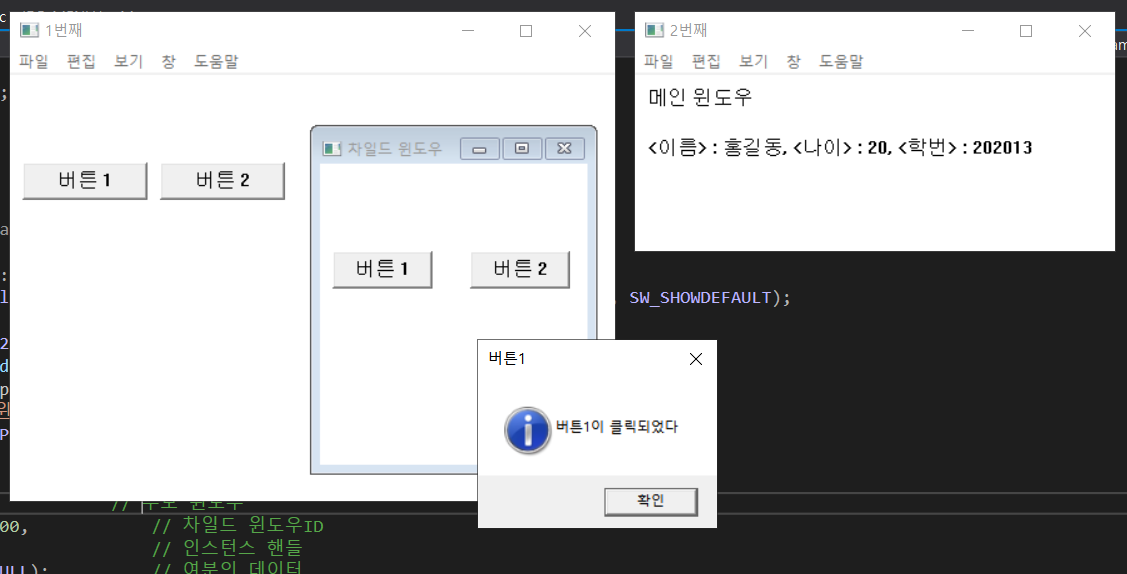 1번째
파일 편집 보기 창 도움말
버튼 1 버튼 2
차일드 윈도우
버튼 1 버튼 2
2번째
파일 편집 보기 창 도움말
메인 윈도우
<이름> : 홍길동, <나이> : 20, <학번> : 202013
SW_SHOWDEFAULT);
버튼1
버튼1이 클릭되었다
확인
00, // 차일드 윈도우ID
// 인스턴스 핸들
ULL); // 여분의 데이터